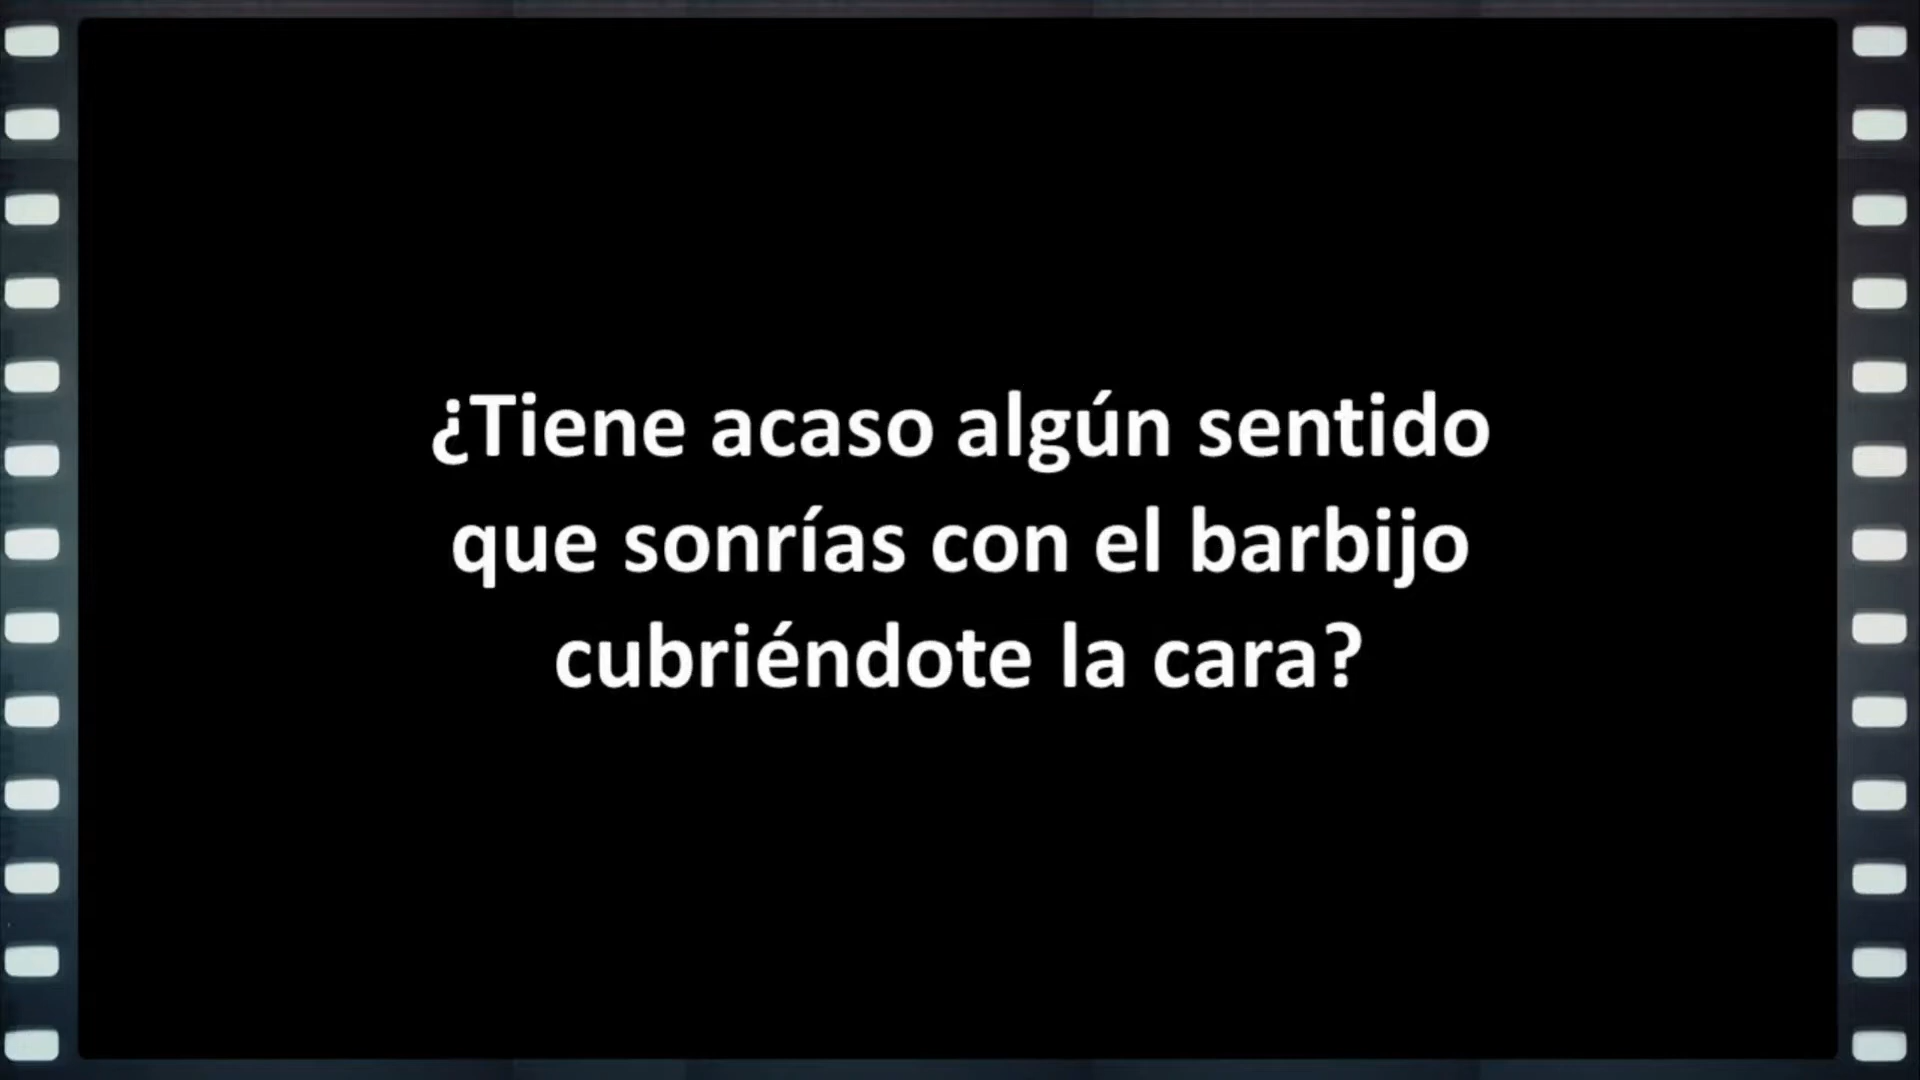 ¿Tiene acaso algún sentido
que sonrías con el barbijo
cubriéndote la cara?